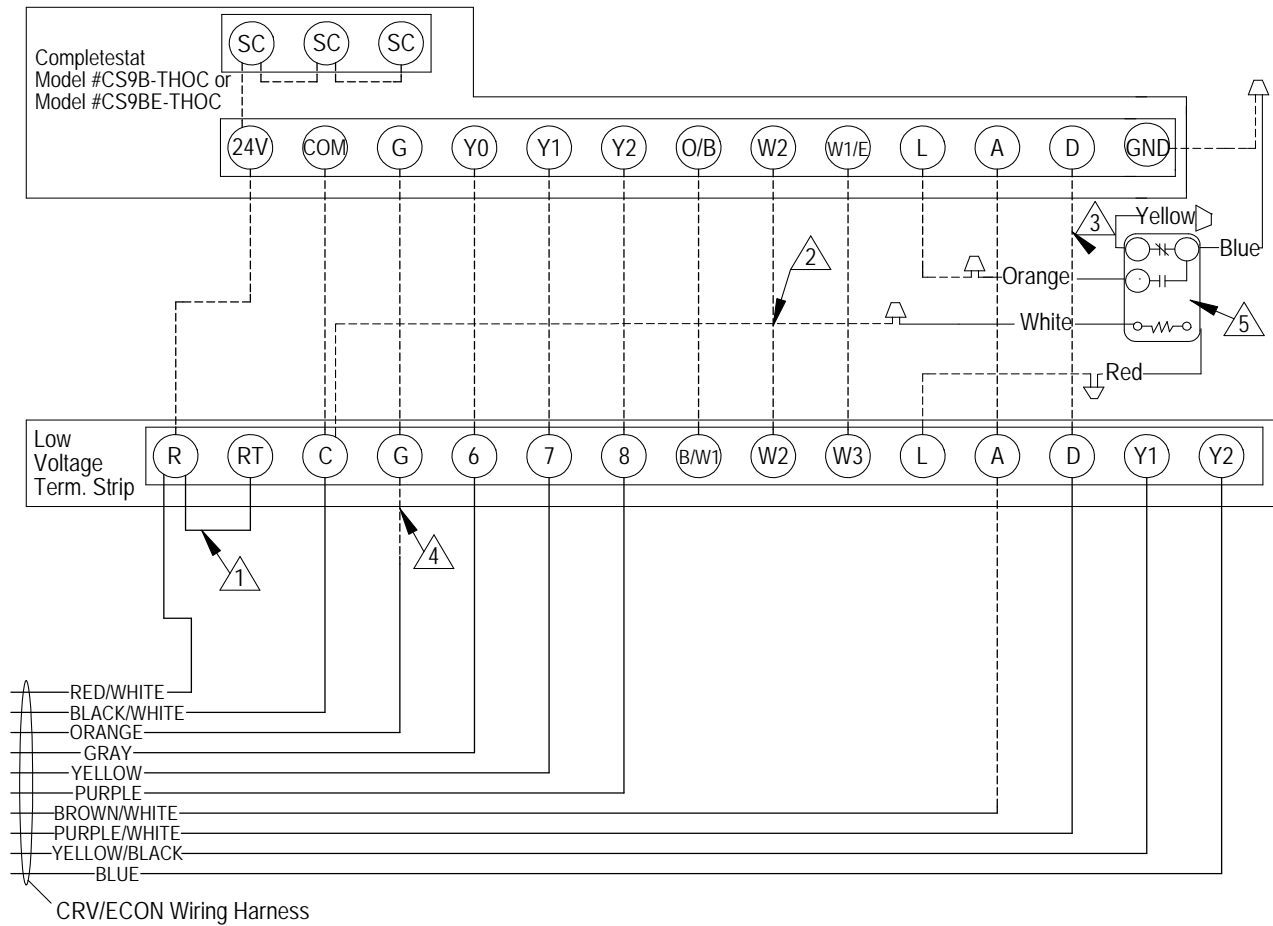 SC SC SC
Completestat
Model #CS9B-THOC or
Model #CS9BE-THOC
24V COM G Y0 Y1 Y2 O/B W2 W1/E L A D GND
3 Yellow
Blue
2
Orange
White
5
Red
Low
Voltage
Term. Strip
R RT C G 6 7 8 B/W1 W2 W3 L A D Y1 Y2
1
4
RED/WHITE
BLACK/WHITE
ORANGE
GRAY
YELLOW
PURPLE
BROWN/WHITE
PURPLE/WHITE
YELLOW/BLACK
BLUE
CRV/ECON Wiring Harness